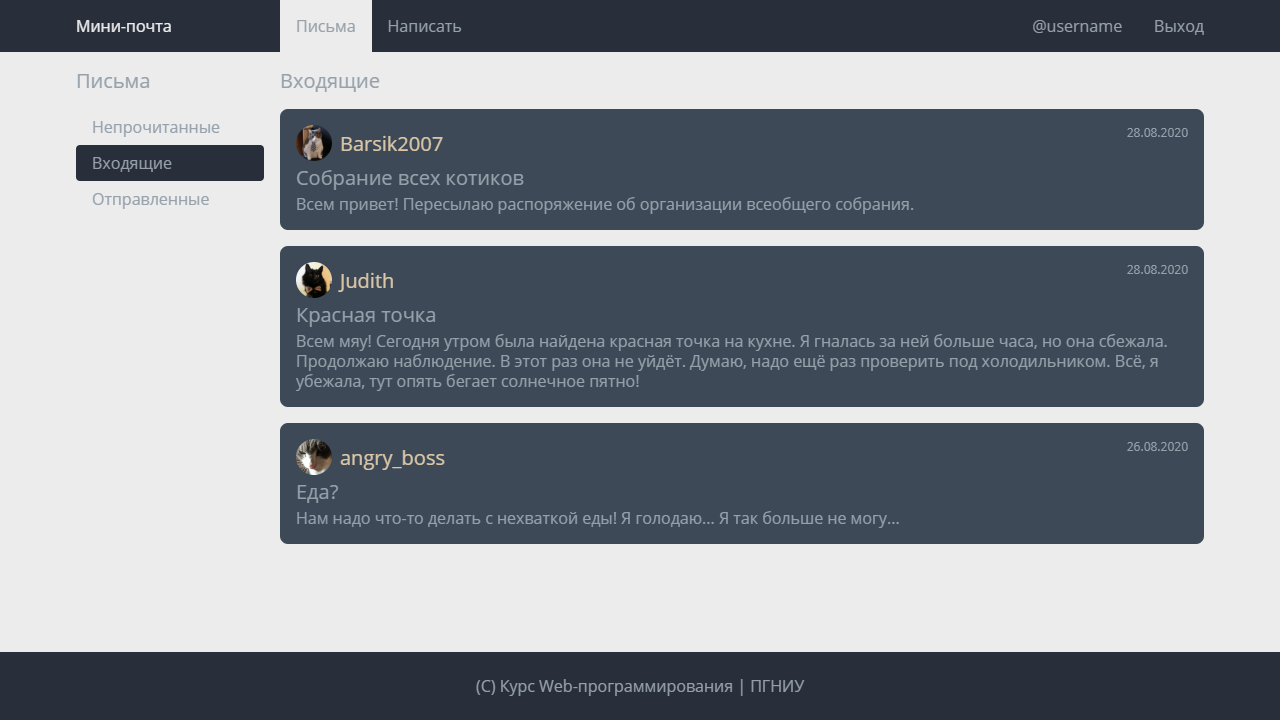 Мини-почта
Письма
Написать
@username
Выход
Письма
Непрочитанные
Входящие
Отправленные
Входящие
Barsik2007
28.08.2020
Собрание всех котиков
Всем привет! Пересылаю распоряжение об организации всеобщего собрания.
Judith
28.08.2020
Красная точка
Всем мяу! Сегодня утром была найдена красная точка на кухне. Я гналась за ней больше часа, но она сбежала.
Продолжаю наблюдение. В этот раз она не уйдёт. Думаю, надо ещё раз проверить под холодильником. Всё, я
убежала, тут опять бегает солнечное пятно!
angry_boss
26.08.2020
Еда?
Нам надо что-то делать с нехваткой еды! Я голодаю... Я так больше не могу...
(C) Курс Web-программирования | ПГНИУ